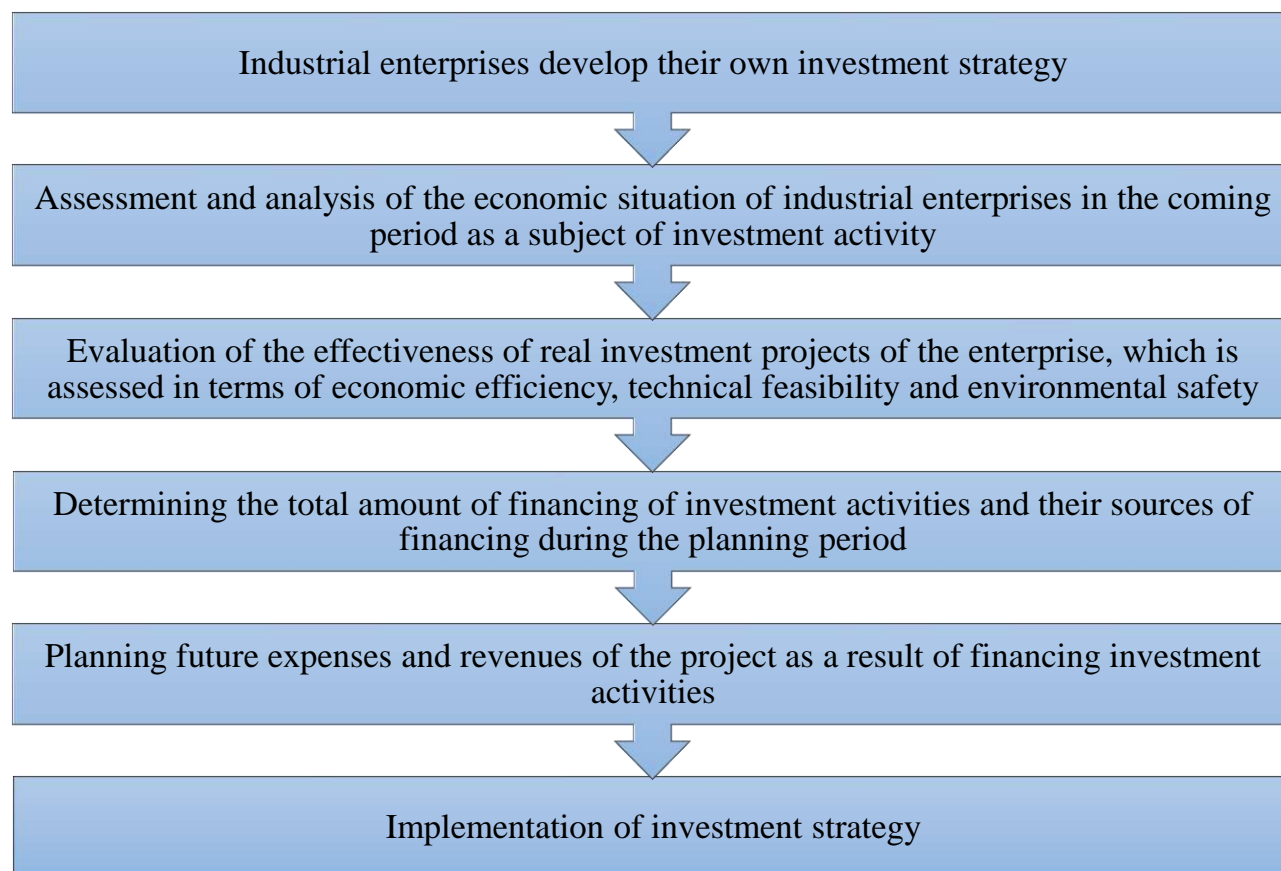 Industrial enterprises develop their own investment strategy
Assessment and analysis of the economic situation of industrial enterprises in the coming
period as a subject of investment activity
Evaluation of the effectiveness of real investment projects of the enterprise, which is
assessed in terms of economic efficiency, technical feasibility and environmental safety
Determining the total amount of financing of investment activities and their sources of
financing during the planning period
Planning future expenses and revenues of the project as a result of financing investment
activities
Implementation of investment strategy